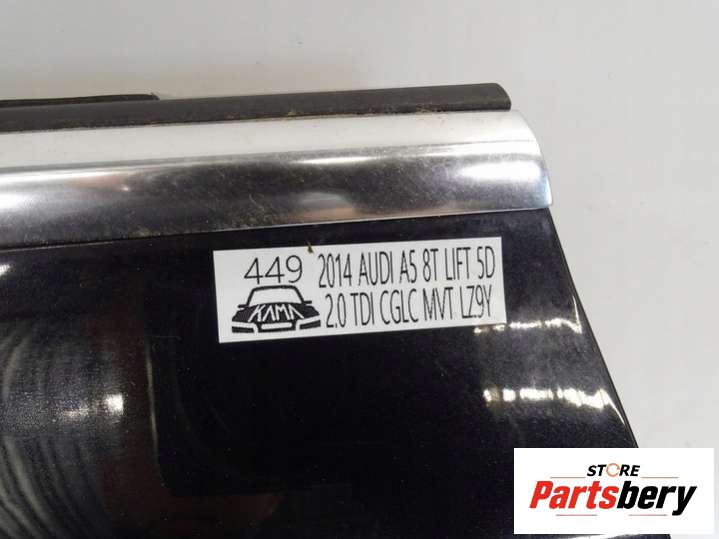 449
KAMA
2014 AUDI A5 8T LIFT 5D
2.0 TDI CGLC MVT LZ9Y
STORE
Partsbery